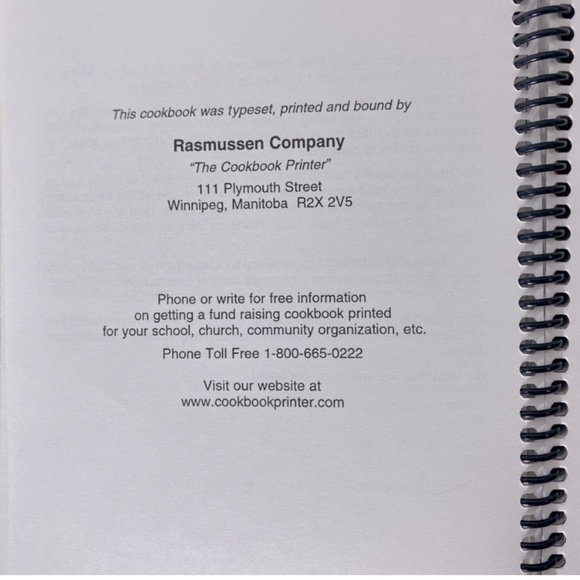 This cookbook was typeset, printed and bound by
Rasmussen Company
"The Cookbook Printer"
111 Plymouth Street
Winnipeg, Manitoba R2X 2V5
Phone or write for free information
on getting a fund raising cookbook printed
for your school, church, community organization, etc.
Phone Toll Free 1-800-665-0222
Visit our website at
www.cookbookprinter.com